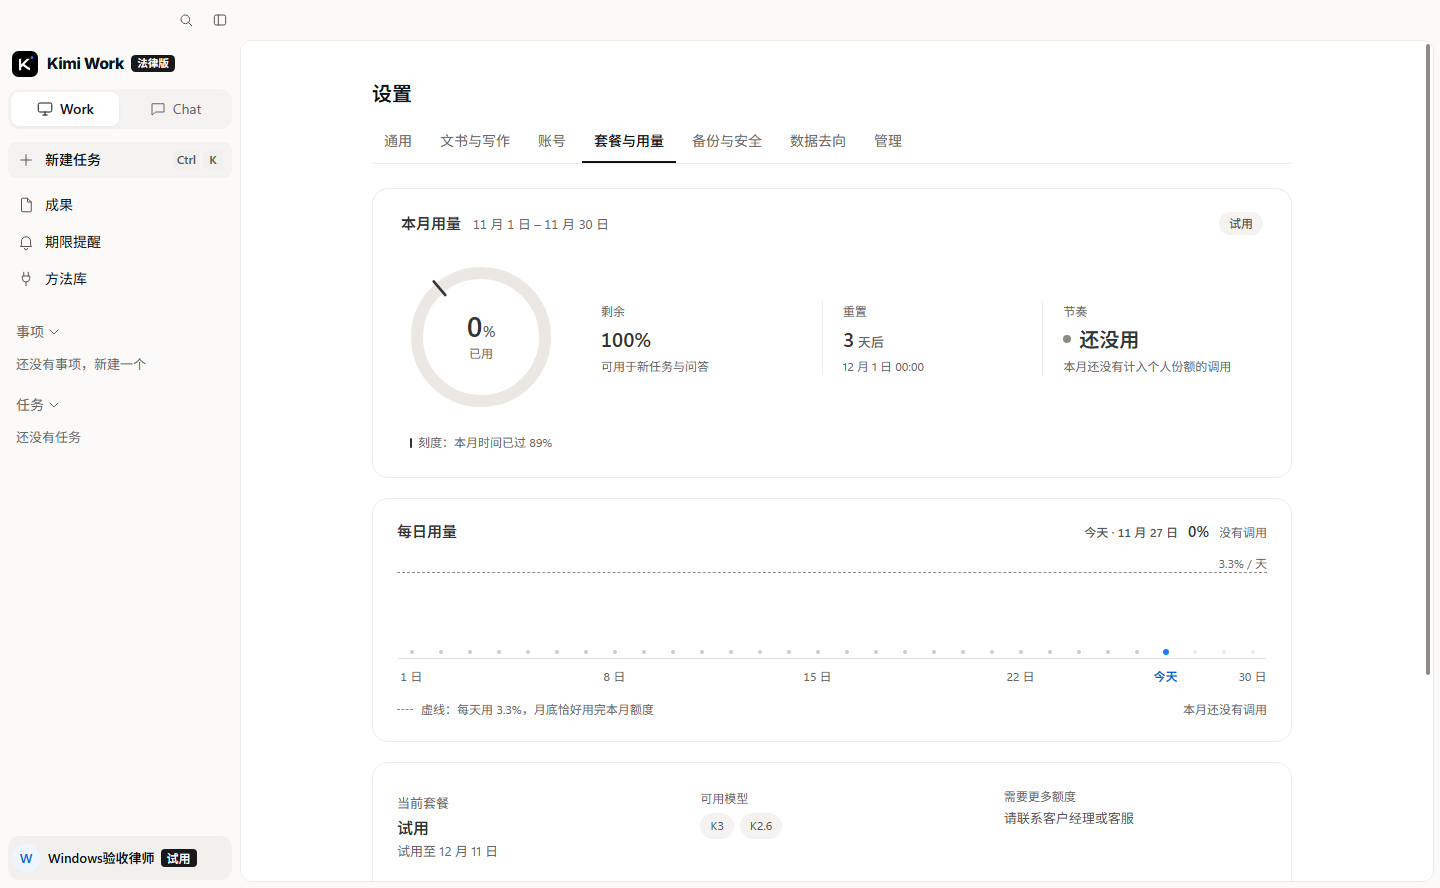 Kimi Work 法律版
Work
Chat
新建任务 Ctrl K
成果
期限提醒
方法库
事项
还没有事项，新建一个
任务
还没有任务
W Windows验收律师 试用
设置
通用 文书与写作 账号 套餐与用量 备份与安全 数据去向 管理
本月用量 11 月 1 日 – 11 月 30 日 试用
0%
已用
剩余
100%
可用于新任务与问答
重置
3 天后
12 月 1 日 00:00
节奏
还没用
本月还没有计入个人份额的调用
刻度：本月时间已过 89%
每日用量 今天 · 11 月 27 日 0% 没有调用
3.3% / 天
1 日 8 日 15 日 22 日 今天 30 日
虚线：每天用 3.3%，月底恰好用完本月额度 本月还没有调用
当前套餐
试用
试用至 12 月 11 日
可用模型
K3 K2.6
需要更多额度
请联系客户经理或客服